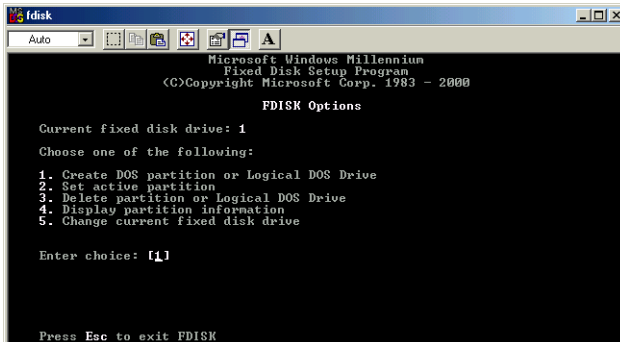 fdisk
Auto
A
Microsoft Windows Millennium
Fixed Disk Setup Program
(C)Copyright Microsoft Corp. 1983 - 2000
FDISK Options
Current fixed disk drive: 1
Choose one of the following:
1. Create DOS partition or Logical DOS Drive
2. Set active partition
3. Delete partition or Logical DOS Drive
4. Display partition information
5. Change current fixed disk drive
Enter choice: [1]
Press Esc to exit FDISK